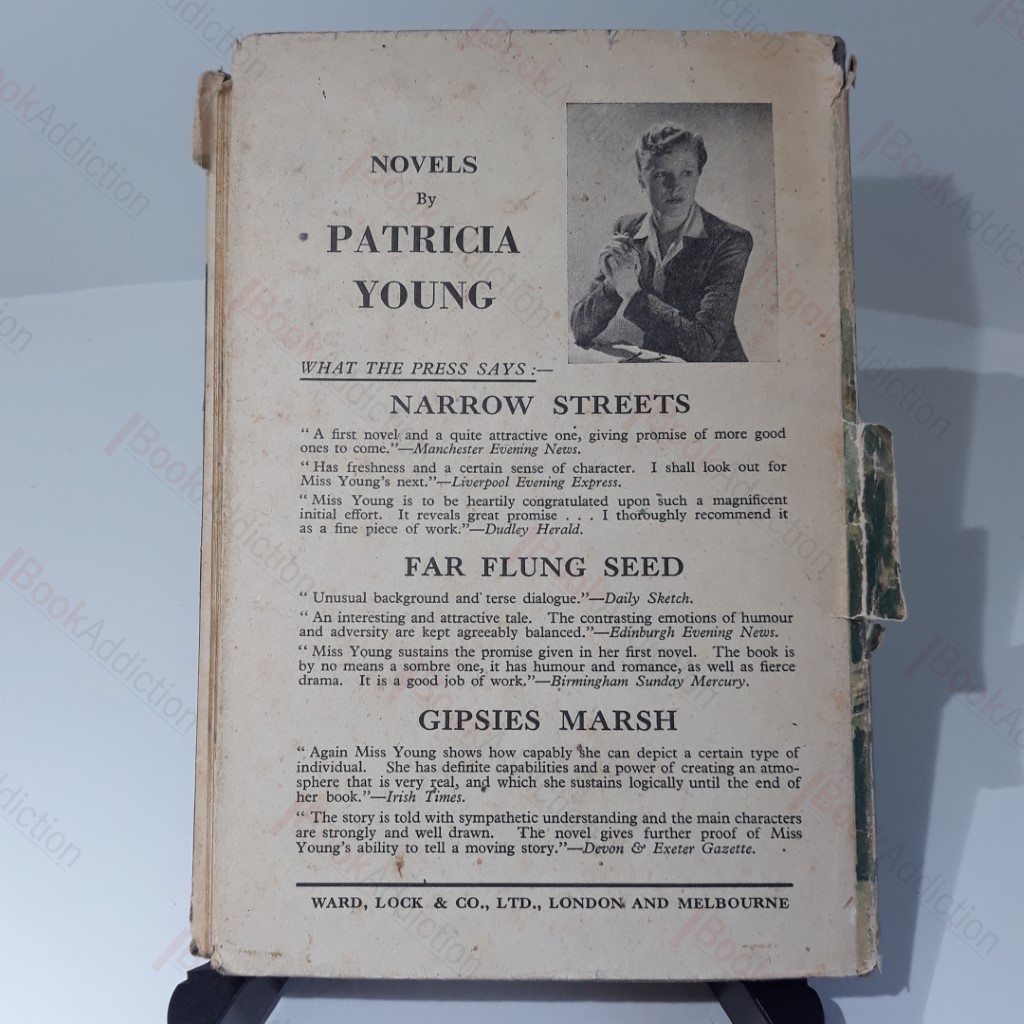 NOVELS
By
PATRICIA
YOUNG
WHAT THE PRESS SAYS :—
NARROW STREETS
“ A first novel and a quite attractive one, giving promise of more good
ones to come.”—Manchester Evening News.
“ Has freshness and a certain sense of character. I shall look out for
Miss Young's next.”—Liverpool Evening Express.
“ Miss Young is to be heartily congratulated upon such a magnificent
initial effort. It reveals great promise . . . I thoroughly recommend it
as a fine piece of work.”—Dudley Herald.
FAR FLUNG SEED
“ Unusual background and terse dialogue.”—Daily Sketch.
“ An interesting and attractive tale. The contrasting emotions of humour
and adversity are kept agreeably balanced.”—Edinburgh Evening News.
“ Miss Young sustains the promise given in her first novel. The book is
by no means a sombre one, it has humour and romance, as well as fierce
drama. It is a good job of work.”—Birmingham Sunday Mercury.
GIPSIES MARSH
“ Again Miss Young shows how capably she can depict a certain type of
individual. She has definite capabilities and a power of creating an atmo-
sphere that is very real, and which she sustains logically until the end of
her book.”—Irish Times.
“ The story is told with sympathetic understanding and the main characters
are strongly and well drawn. The novel gives further proof of Miss
Young's ability to tell a moving story.”—Devon & Exeter Gazette.
WARD, LOCK & CO., LTD., LONDON AND MELBOURNE
BookAddiction